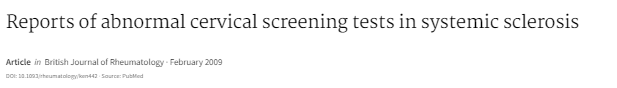 Reports of abnormal cervical screening tests in systemic sclerosis
Article in British Journal of Rheumatology · February 2009
DOI: 10.1093/rheumatology/ken442 · Source: PubMed